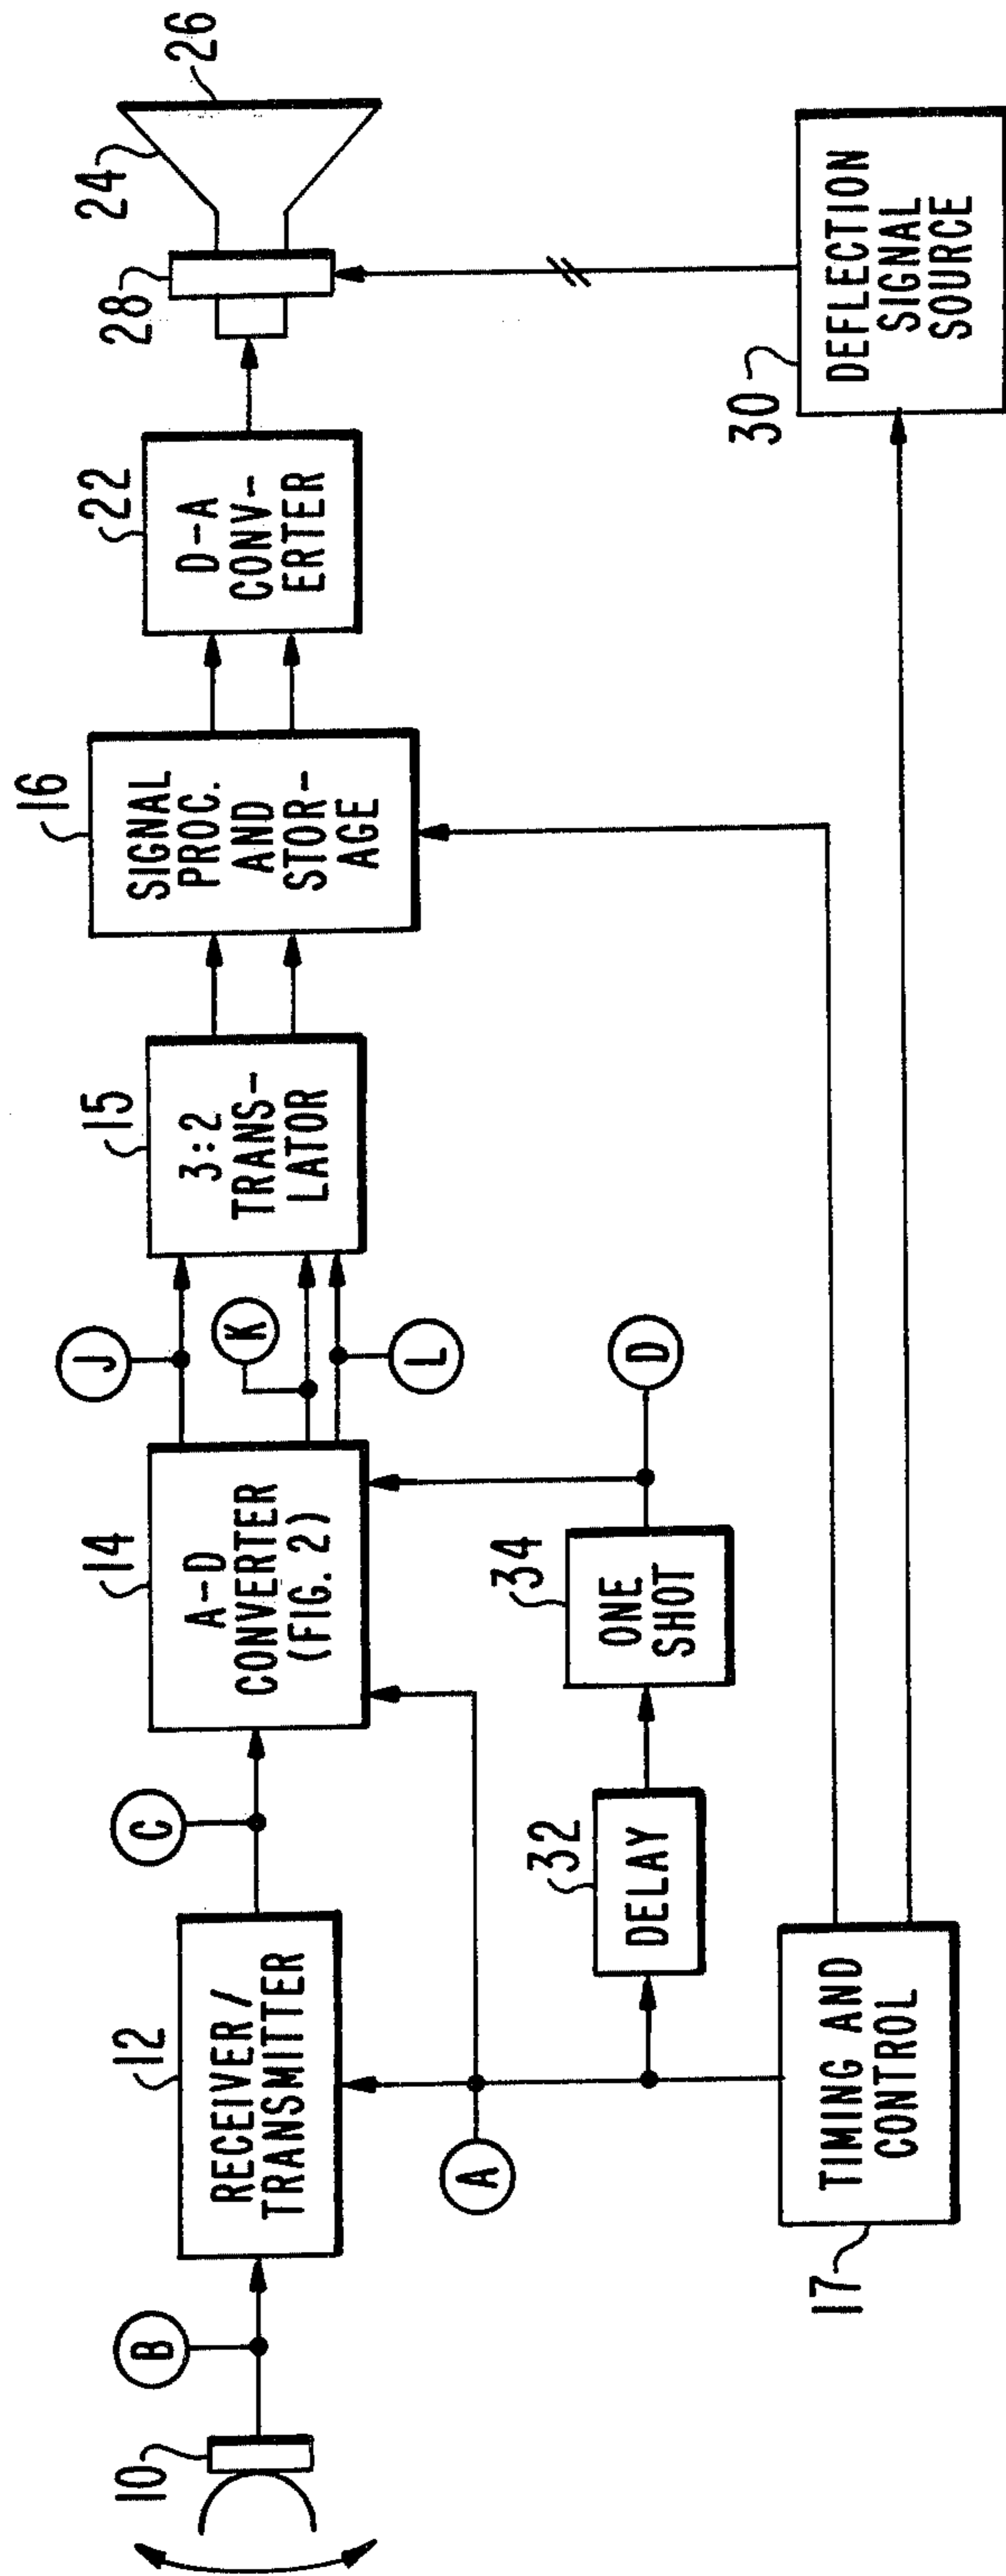 10
B
12
RECEIVER/
TRANSMITTER
C
14
A-D
CONVERTER
(FIG. 2)
J
K
L
15
3:2
TRANS-
LATOR
16
SIGNAL
PROC.
AND
STOR-
AGE
22
D-A
CONV-
ERTER
28
24
26
A
32
DELAY
34
ONE
SHOT
D
17
TIMING AND
CONTROL
30
DEFLECTION
SIGNAL
SOURCE